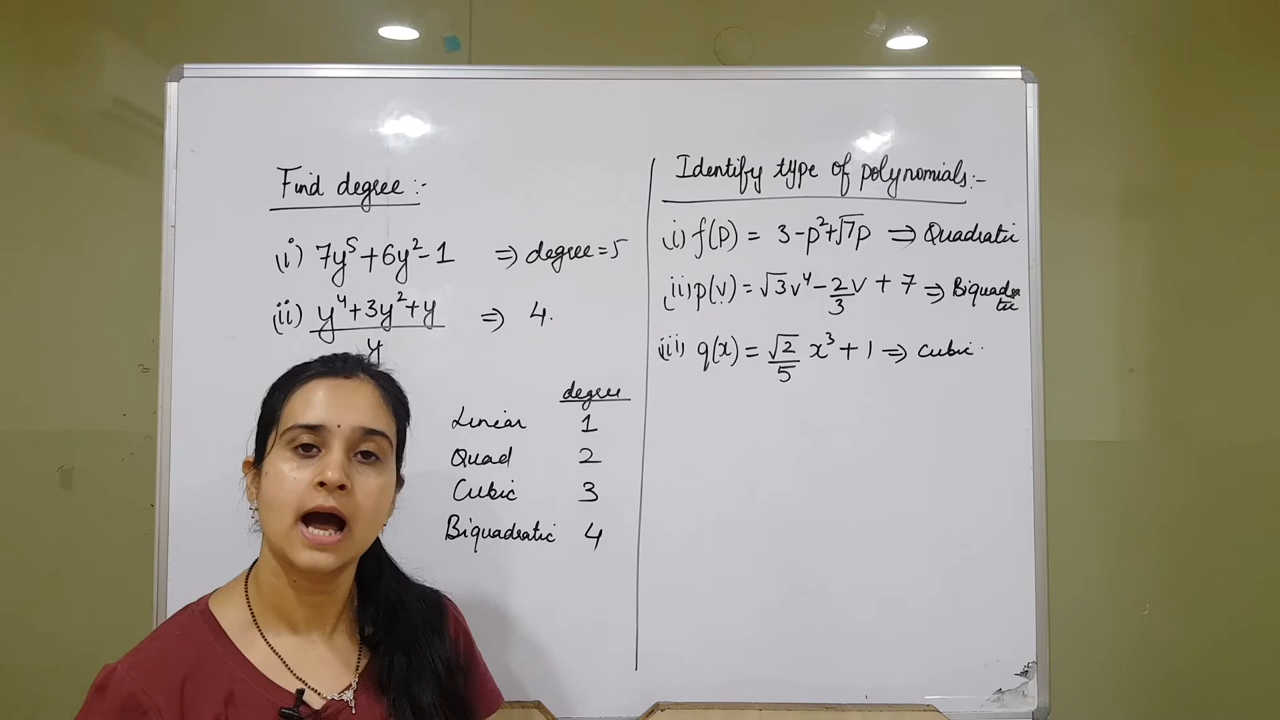 Find degree :-
(i) 7y⁵ + 6y² - 1 ⇒ degree = 5
(ii) y⁴ + 3y² + y ⇒ 4.
y
degree
Linear 1
Quad 2
Cubic 3
Biquadratic 4
Identify type of polynomials :-
(i) f(p) = 3 - p² + √7p ⇒ Quadratic
(ii) p(v) = √3v⁴ - 2/3 v + 7 ⇒ Biquadra
tic
(iii) q(x) = √2/5 x³ + 1 ⇒ Cubic.